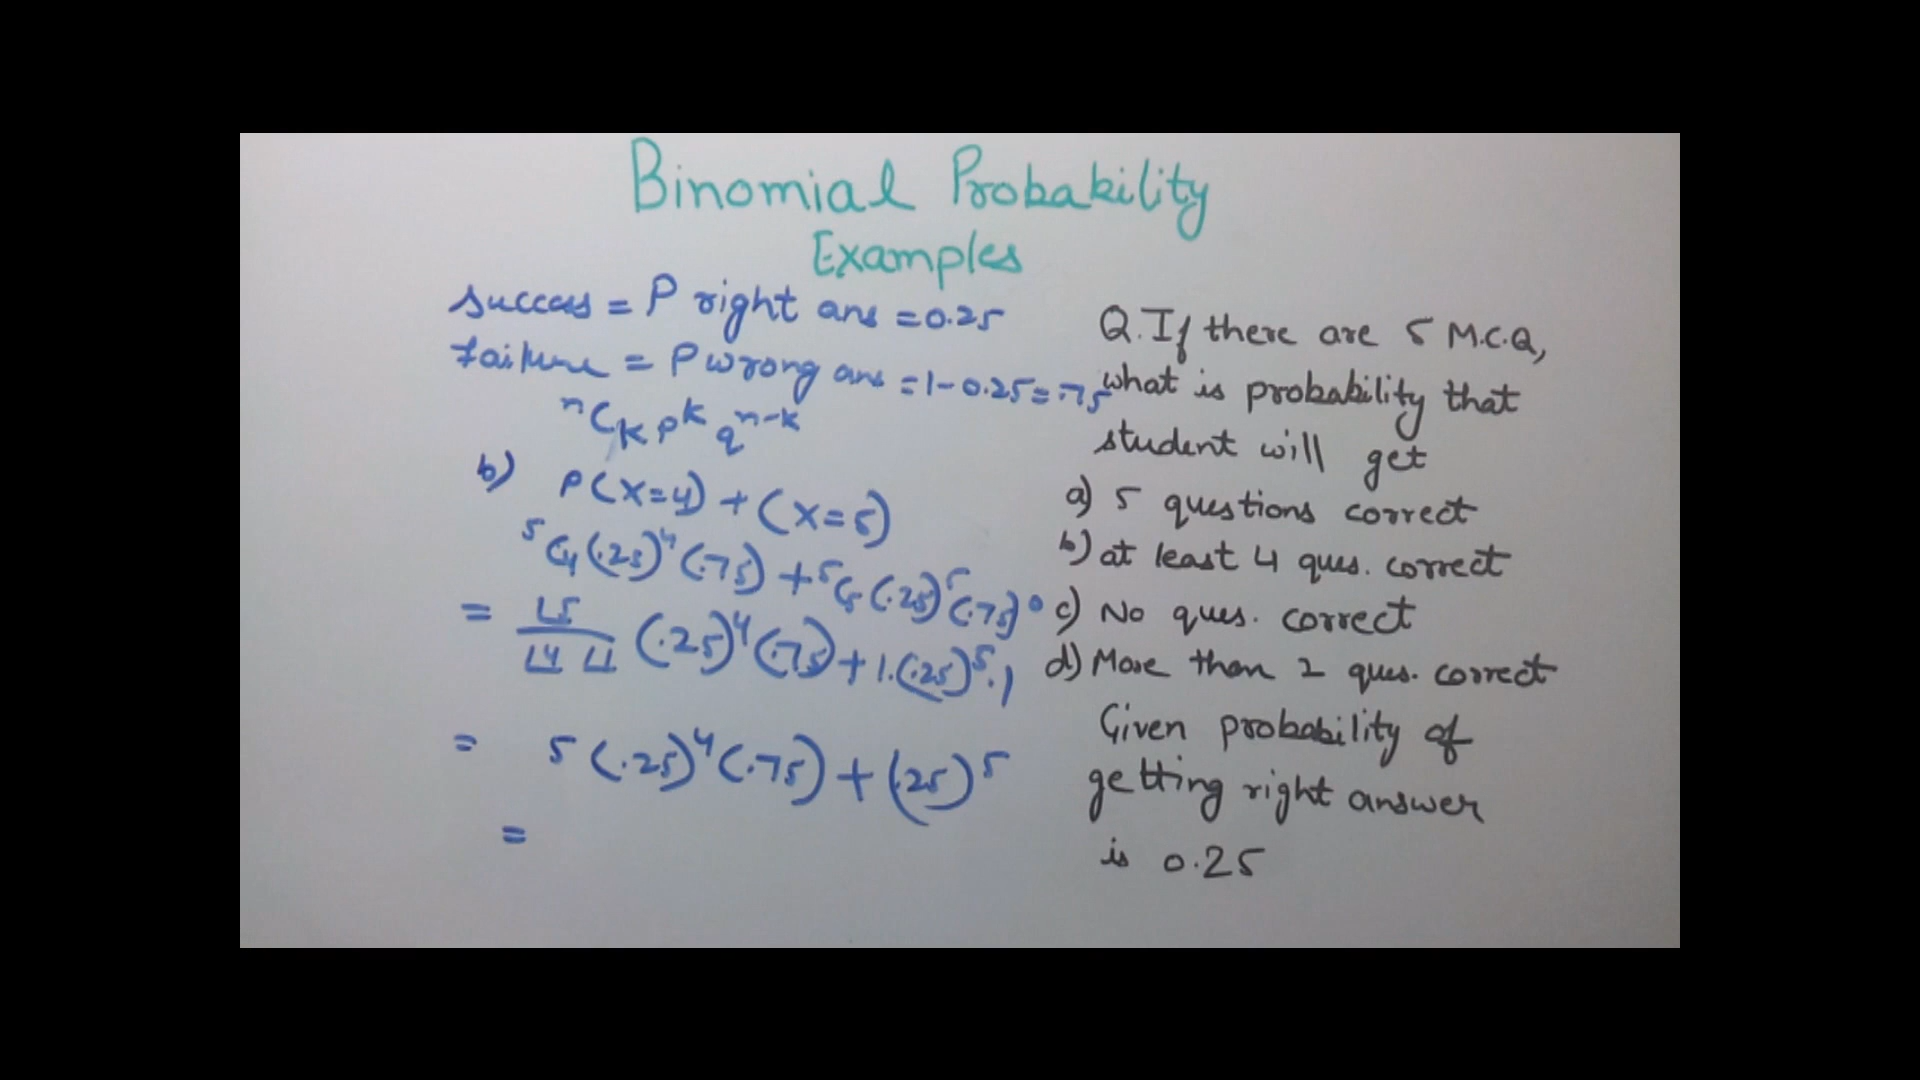 Binomial Probability
Examples
success = P right ans = 0.25
failure = P wrong ans = 1-0.25 = .75
ⁿCₖ pᵏ qⁿ⁻ᵏ
b) P(X=4) + (X=5)
⁵C₄(.25)⁴(.75) + ⁵C₅(.25)⁵(.75)⁰
= |5 / |4 |1 (.25)⁴(.75) + 1.(.25)⁵.1
= 5(.25)⁴(.75) + (.25)⁵
=
Q. If there are 5 M.C.Q,
what is probability that
student will get
a) 5 questions correct
b) at least 4 ques. correct
c) No ques. correct
d) More than 2 ques. correct
Given probability of
getting right answer
is 0.25